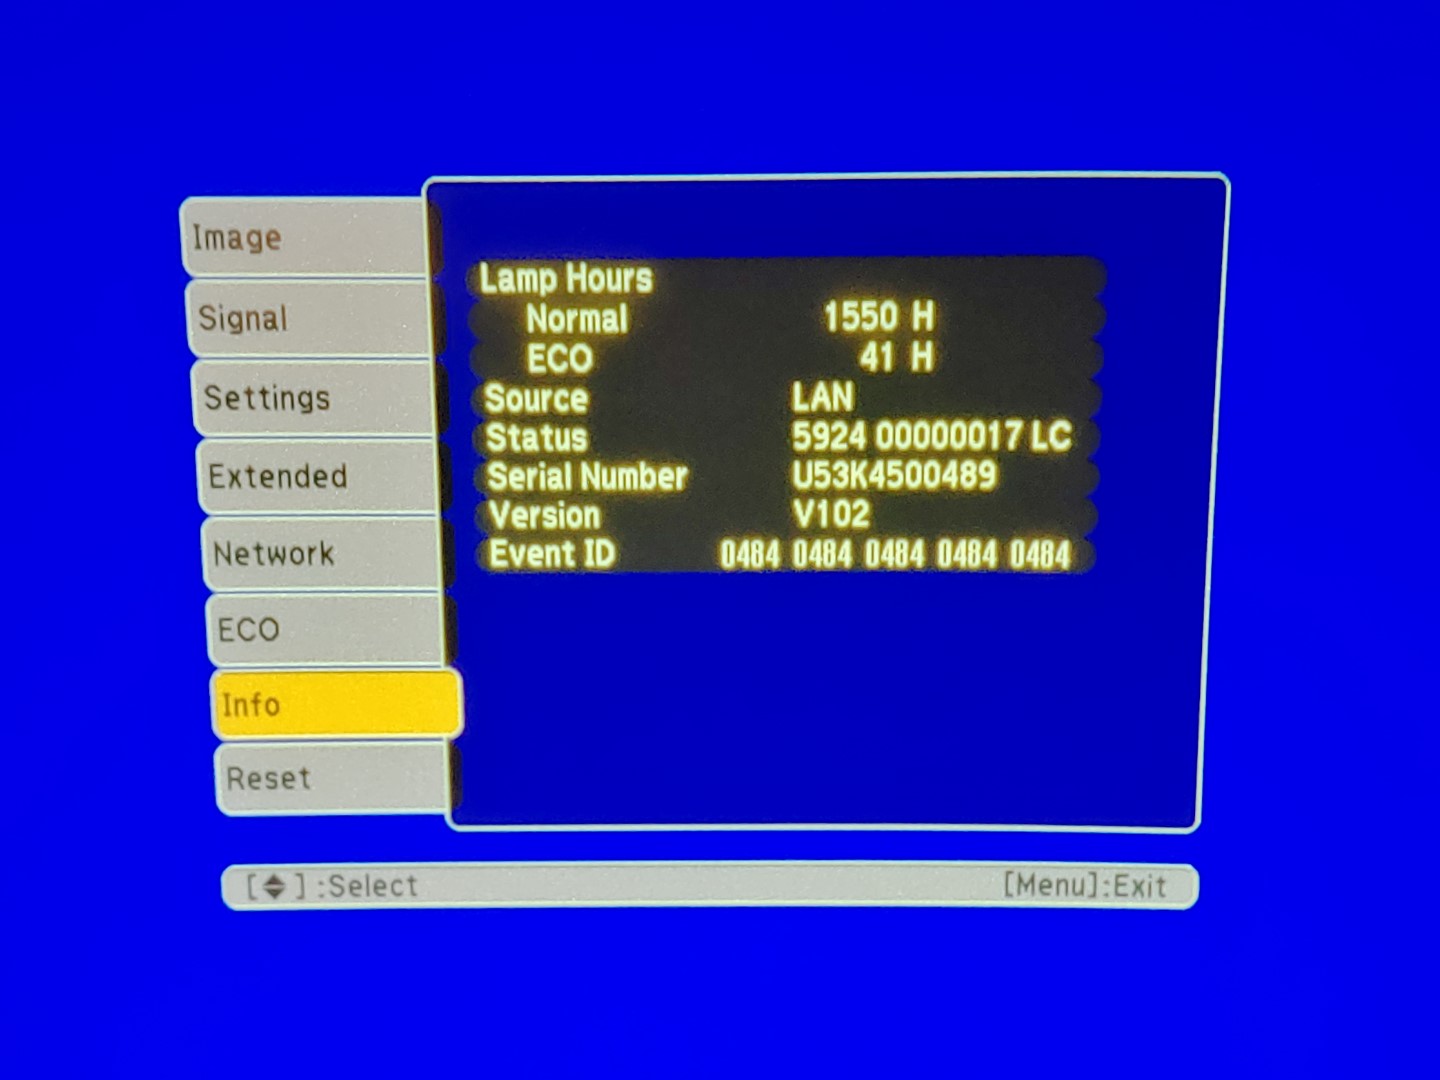 Image
Signal
Settings
Extended
Network
ECO
Info
Reset
Lamp Hours
Normal 1550 H
ECO 41 H
Source LAN
Status 5924 00000017 LC
Serial Number U53K4500489
Version V102
Event ID 0484 0484 0484 0484 0484
[ ] :Select [Menu]:Exit